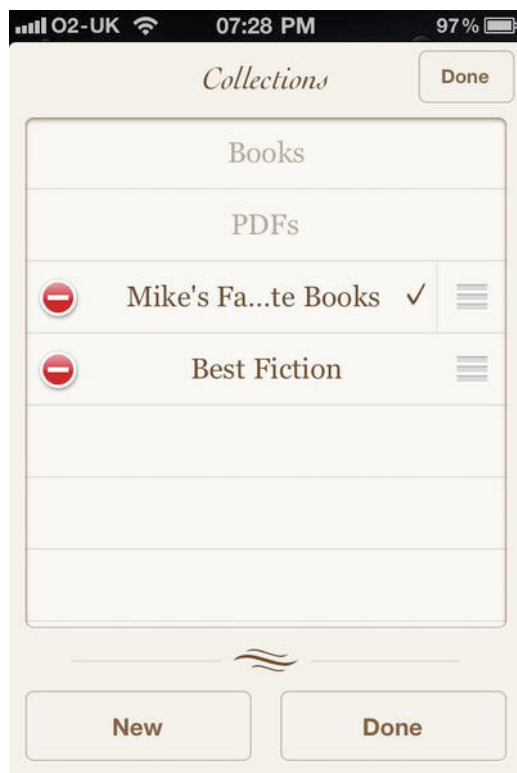 O2-UK 07:28 PM 97%
Collections Done
Books
PDFs
Mike's Fa...te Books ✓
Best Fiction
New Done